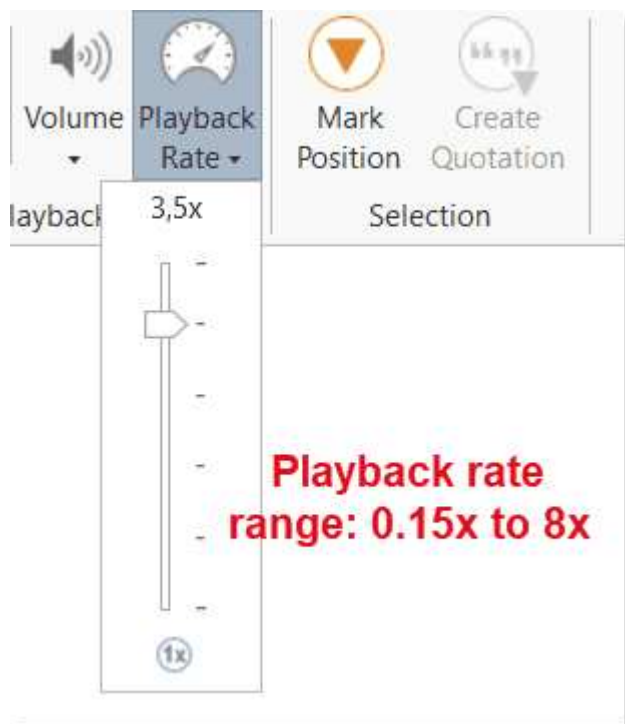 Volume
Playback
Rate
Mark
Position
Create
Quotation
layback
Selection
3,5x
Playback rate
range: 0.15x to 8x
1x